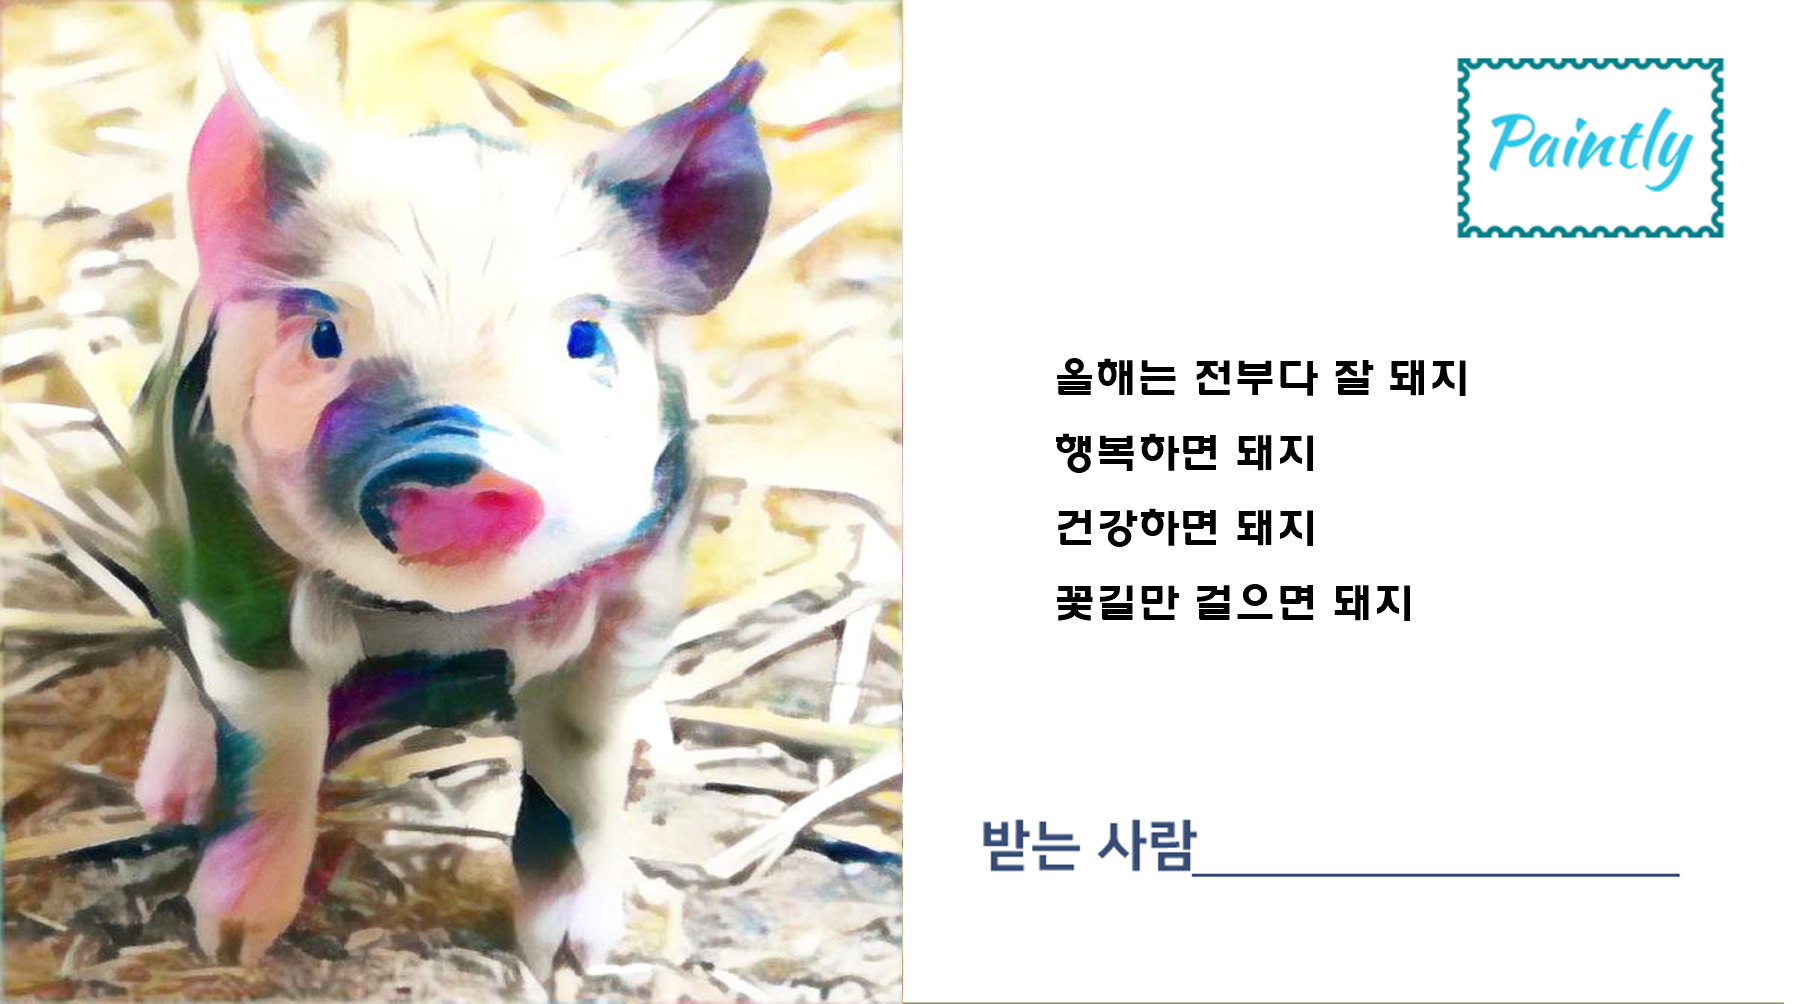 Paintly
올해는 전부다 잘 돼지
행복하면 돼지
건강하면 돼지
꽃길만 걸으면 돼지
받는 사람